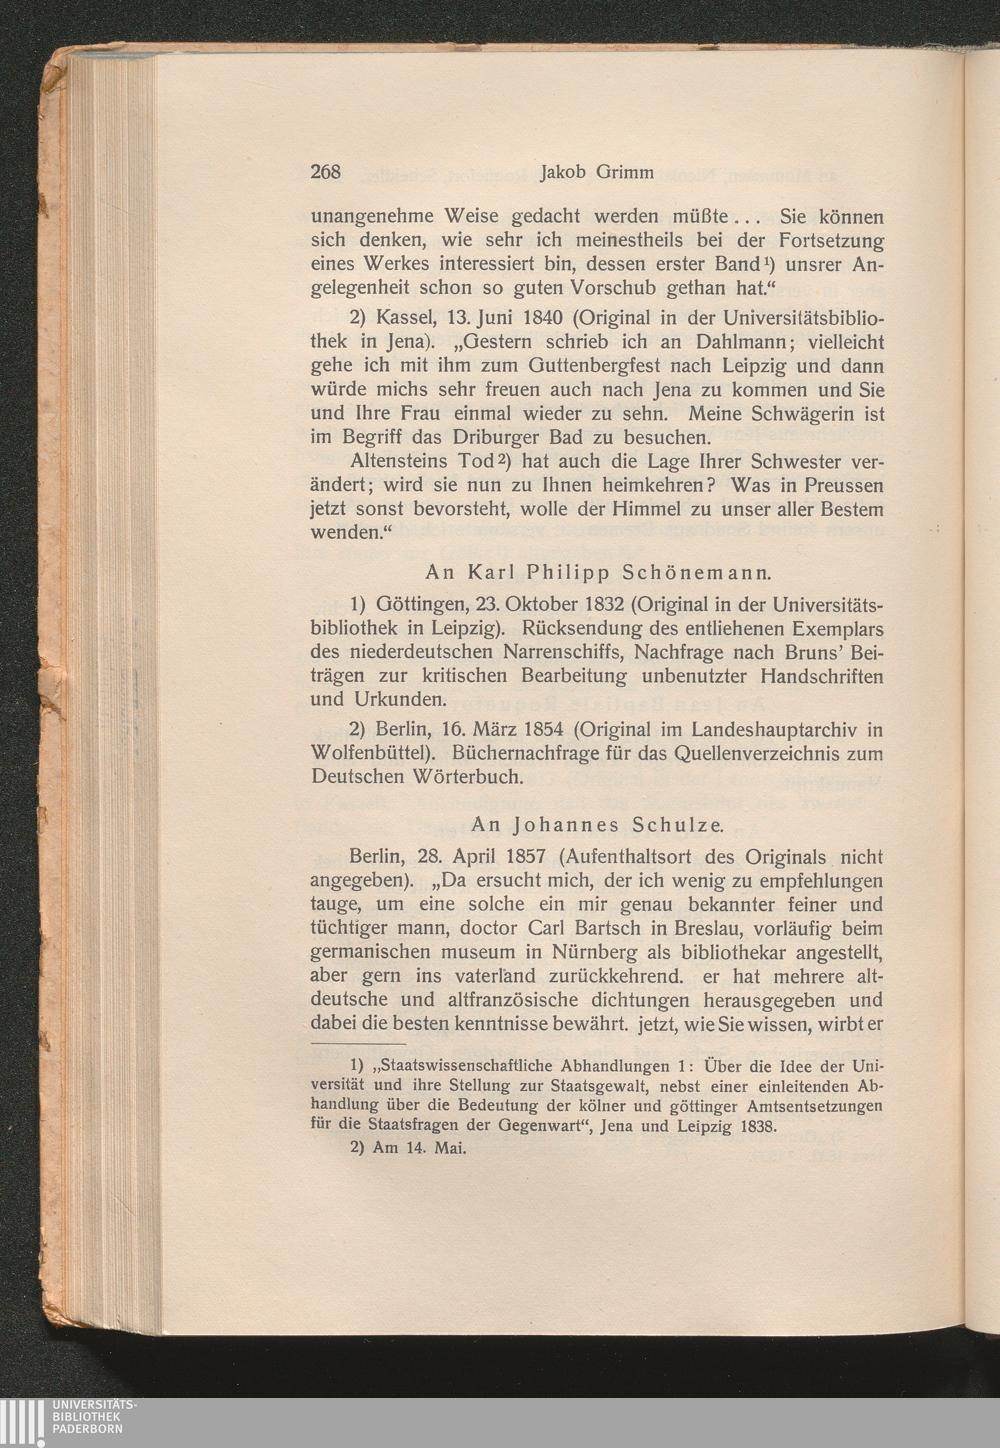 268 Jakob Grimm
unangenehme Weise gedacht werden müßte... Sie können
sich denken, wie sehr ich meinestheils bei der Fortsetzung
eines Werkes interessiert bin, dessen erster Band¹) unsrer An-
gelegenheit schon so guten Vorschub gethan hat.“
2) Kassel, 13. Juni 1840 (Original in der Universitätsbiblio-
thek in Jena). „Gestern schrieb ich an Dahlmann; vielleicht
gehe ich mit ihm zum Guttenbergfest nach Leipzig und dann
würde michs sehr freuen auch nach Jena zu kommen und Sie
und Ihre Frau einmal wieder zu sehn. Meine Schwägerin ist
im Begriff das Driburger Bad zu besuchen.
Altensteins Tod²) hat auch die Lage Ihrer Schwester ver-
ändert; wird sie nun zu Ihnen heimkehren? Was in Preussen
jetzt sonst bevorsteht, wolle der Himmel zu unser aller Bestem
wenden.“
An Karl Philipp Schönemann.
1) Göttingen, 23. Oktober 1832 (Original in der Universitäts-
bibliothek in Leipzig). Rücksendung des entliehenen Exemplars
des niederdeutschen Narrenschiffs, Nachfrage nach Bruns’ Bei-
trägen zur kritischen Bearbeitung unbenutzter Handschriften
und Urkunden.
2) Berlin, 16. März 1854 (Original im Landeshauptarchiv in
Wolfenbüttel). Büchernachfrage für das Quellenverzeichnis zum
Deutschen Wörterbuch.
An Johannes Schulze.
Berlin, 28. April 1857 (Aufenthaltsort des Originals nicht
angegeben). „Da ersucht mich, der ich wenig zu empfehlungen
tauge, um eine solche ein mir genau bekannter feiner und
tüchtiger mann, doctor Carl Bartsch in Breslau, vorläufig beim
germanischen museum in Nürnberg als bibliothekar angestellt,
aber gern ins vaterland zurückkehrend. er hat mehrere alt-
deutsche und altfranzösische dichtungen herausgegeben und
dabei die besten kenntnisse bewährt. jetzt, wie Sie wissen, wirbt er
1) „Staatswissenschaftliche Abhandlungen 1: Über die Idee der Uni-
versität und ihre Stellung zur Staatsgewalt, nebst einer einleitenden Ab-
handlung über die Bedeutung der kölner und göttinger Amtsentsetzungen
für die Staatsfragen der Gegenwart“, Jena und Leipzig 1838.
2) Am 14. Mai.
UNIVERSITÄTS-
BIBLIOTHEK
PADERBORN